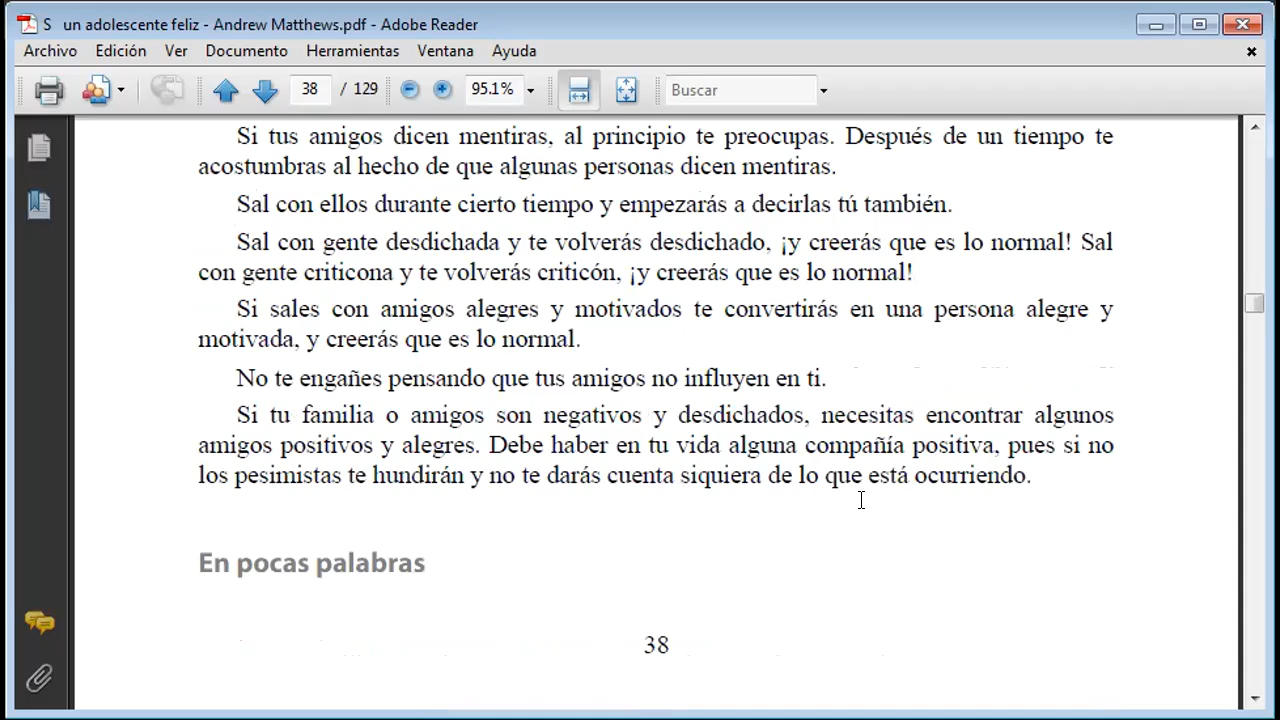 S un adolescente feliz - Andrew Matthews.pdf - Adobe Reader
Archivo Edición Ver Documento Herramientas Ventana Ayuda
38 / 129 95.1% Buscar
Si tus amigos dicen mentiras, al principio te preocupas. Después de un tiempo te
acostumbras al hecho de que algunas personas dicen mentiras.
Sal con ellos durante cierto tiempo y empezarás a decirlas tú también.
Sal con gente desdichada y te volverás desdichado, ¡y creerás que es lo normal! Sal
con gente criticona y te volverás criticón, ¡y creerás que es lo normal!
Si sales con amigos alegres y motivados te convertirás en una persona alegre y
motivada, y creerás que es lo normal.
No te engañes pensando que tus amigos no influyen en ti.
Si tu familia o amigos son negativos y desdichados, necesitas encontrar algunos
amigos positivos y alegres. Debe haber en tu vida alguna compañía positiva, pues si no
los pesimistas te hundirán y no te darás cuenta siquiera de lo que está ocurriendo.
En pocas palabras
38